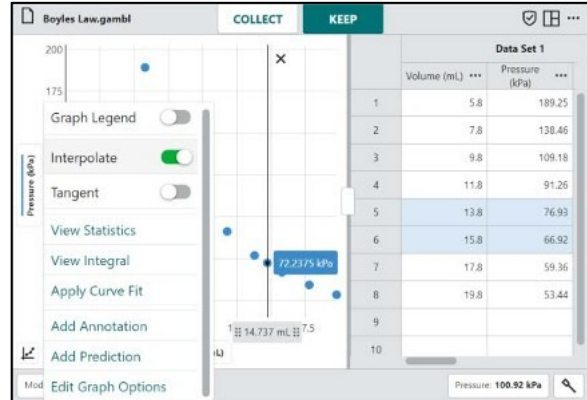 Boyles Law.gambl
COLLECT
KEEP
200
175
Pressure (kPa)
Graph Legend
Interpolate
Tangent
View Statistics
View Integral
Apply Curve Fit
Add Annotation
Add Prediction
Edit Graph Options
72.2375 kPa
14.737 mL
7.5
Data Set 1
Volume (mL) Pressure (kPa)
1 5.8 189.25
2 7.8 138.46
3 9.8 109.18
4 11.8 91.26
5 13.8 76.93
6 15.8 66.92
7 17.8 59.36
8 19.8 53.44
9
10
Pressure: 100.92 kPa